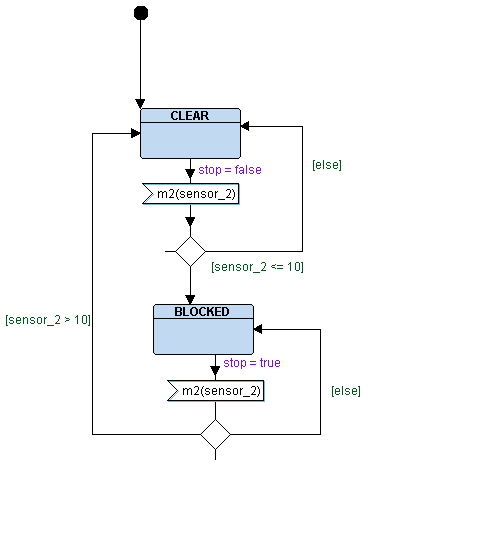 CLEAR
stop = false
[else]
m2(sensor_2)
[sensor_2 <= 10]
BLOCKED
[sensor_2 > 10]
stop = true
m2(sensor_2)
[else]